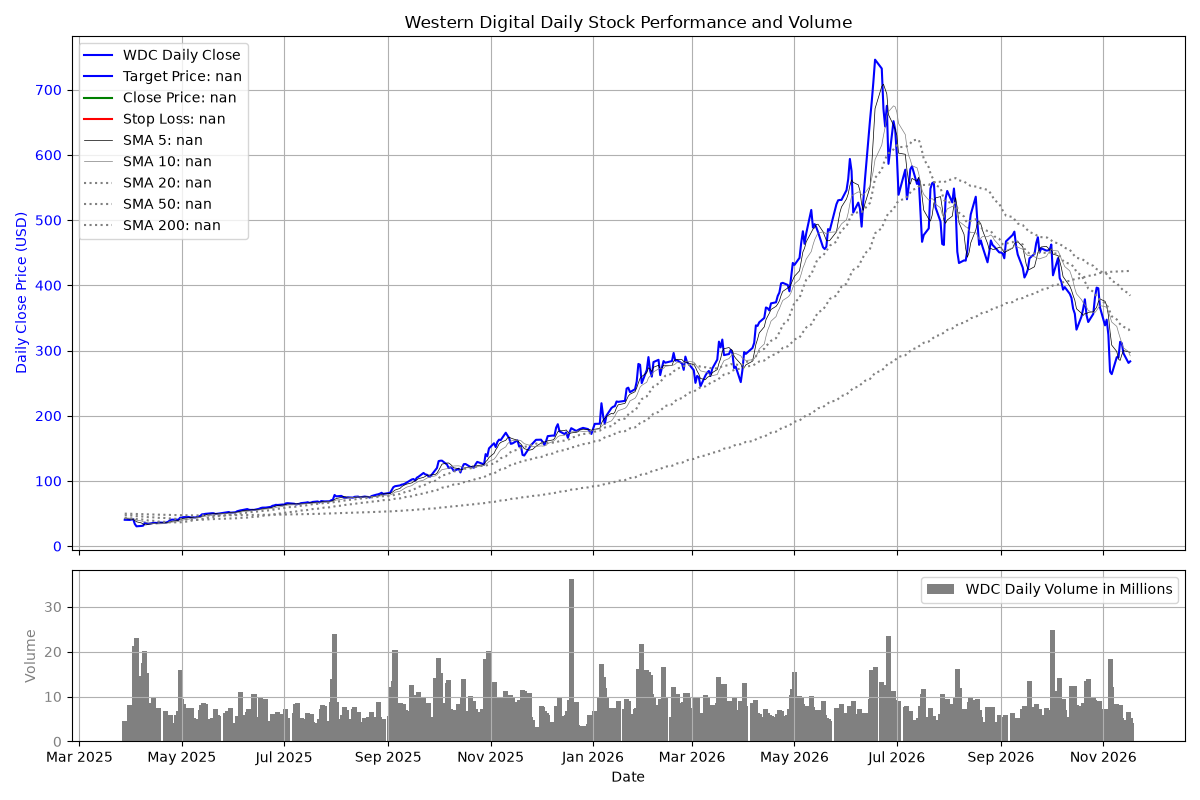 Western Digital Daily Stock Performance and Volume
WDC Daily Close
Target Price: nan
Close Price: nan
Stop Loss: nan
SMA 5: nan
SMA 10: nan
SMA 20: nan
SMA 50: nan
SMA 200: nan
Daily Close Price (USD)
700
600
500
400
300
200
100
0
WDC Daily Volume in Millions
Volume
30
20
10
0
Mar 2025
May 2025
Jul 2025
Sep 2025
Nov 2025
Jan 2026
Mar 2026
May 2026
Jul 2026
Sep 2026
Nov 2026
Date